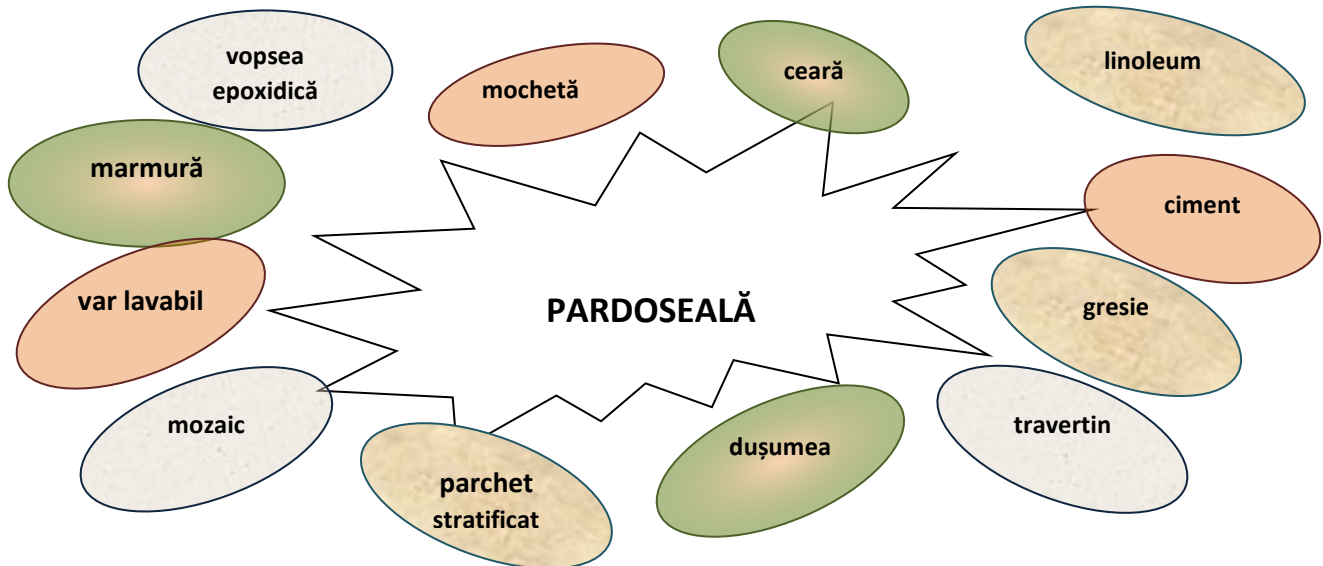 vopsea
epoxidică
mochetă
ceară
linoleum
marmură
ciment
var lavabil
PARDOSEALĂ
gresie
mozaic
parchet
stratificat
dușumea
travertin